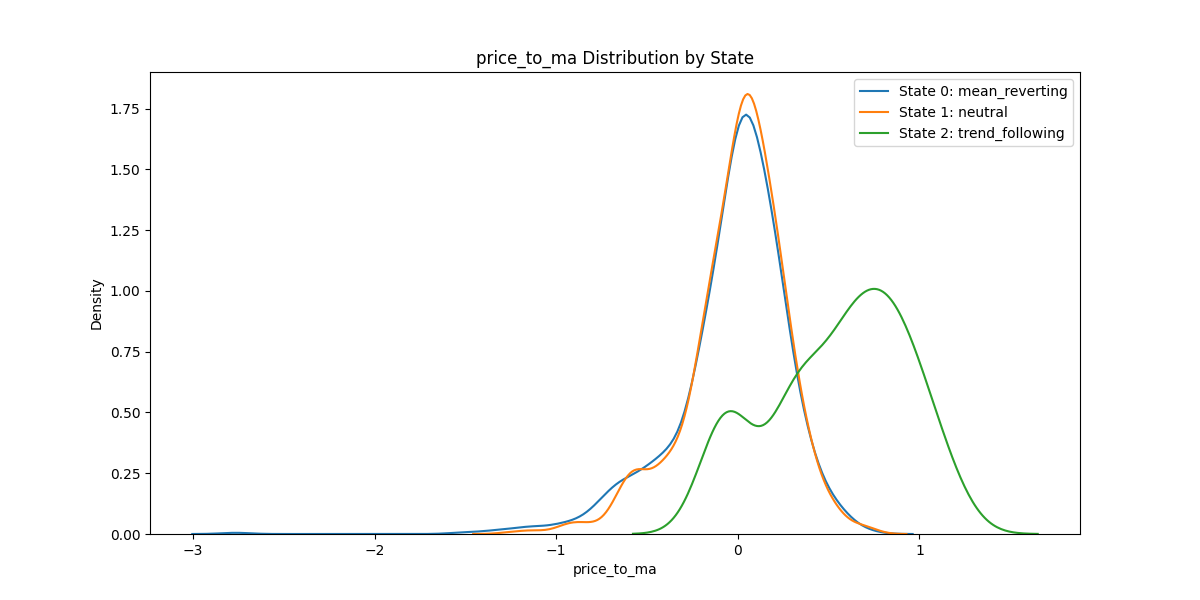 price_to_ma Distribution by State
State 0: mean_reverting
State 1: neutral
State 2: trend_following
1.75
1.50
1.25
1.00
0.75
0.50
0.25
0.00
Density
−3
−2
−1
0
1
price_to_ma